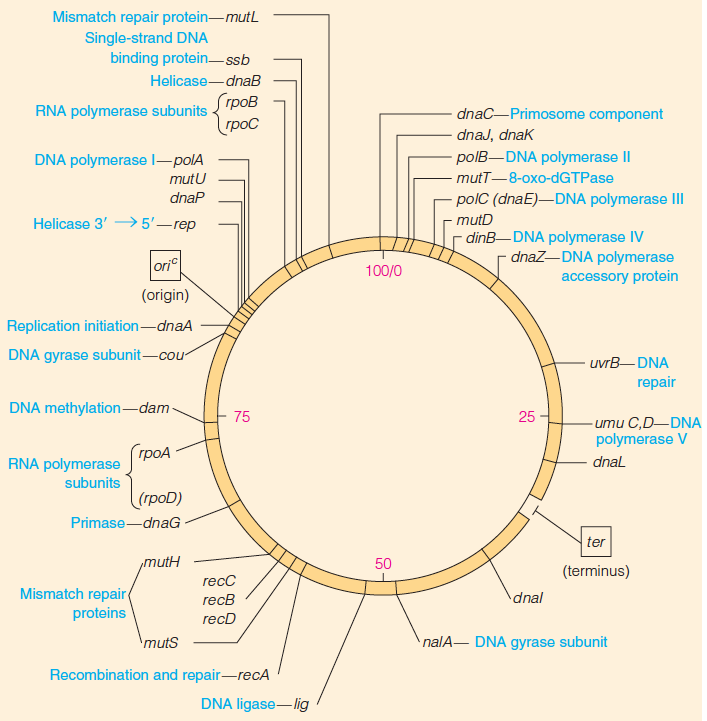 Mismatch repair protein—mutL
Single-strand DNA
binding protein—ssb
Helicase—dnaB
RNA polymerase subunits
rpoB
rpoC
DNA polymerase I—polA
mutU
dnaP
Helicase 3′ → 5′—rep
oriᶜ
(origin)
Replication initiation—dnaA
DNA gyrase subunit—cou
DNA methylation—dam
RNA polymerase
subunits
rpoA
(rpoD)
Primase—dnaG
Mismatch repair
proteins
mutH
recC
recB
recD
mutS
Recombination and repair—recA
DNA ligase—lig
dnaC—Primosome component
dnaJ, dnaK
polB—DNA polymerase II
mutT—8-oxo-dGTPase
polC (dnaE)—DNA polymerase III
mutD
dinB—DNA polymerase IV
dnaZ—DNA polymerase
accessory protein
uvrB—DNA
repair
umu C,D—DNA
polymerase V
dnaL
ter
(terminus)
dnaI
nalA—DNA gyrase subunit
100/0
25
50
75